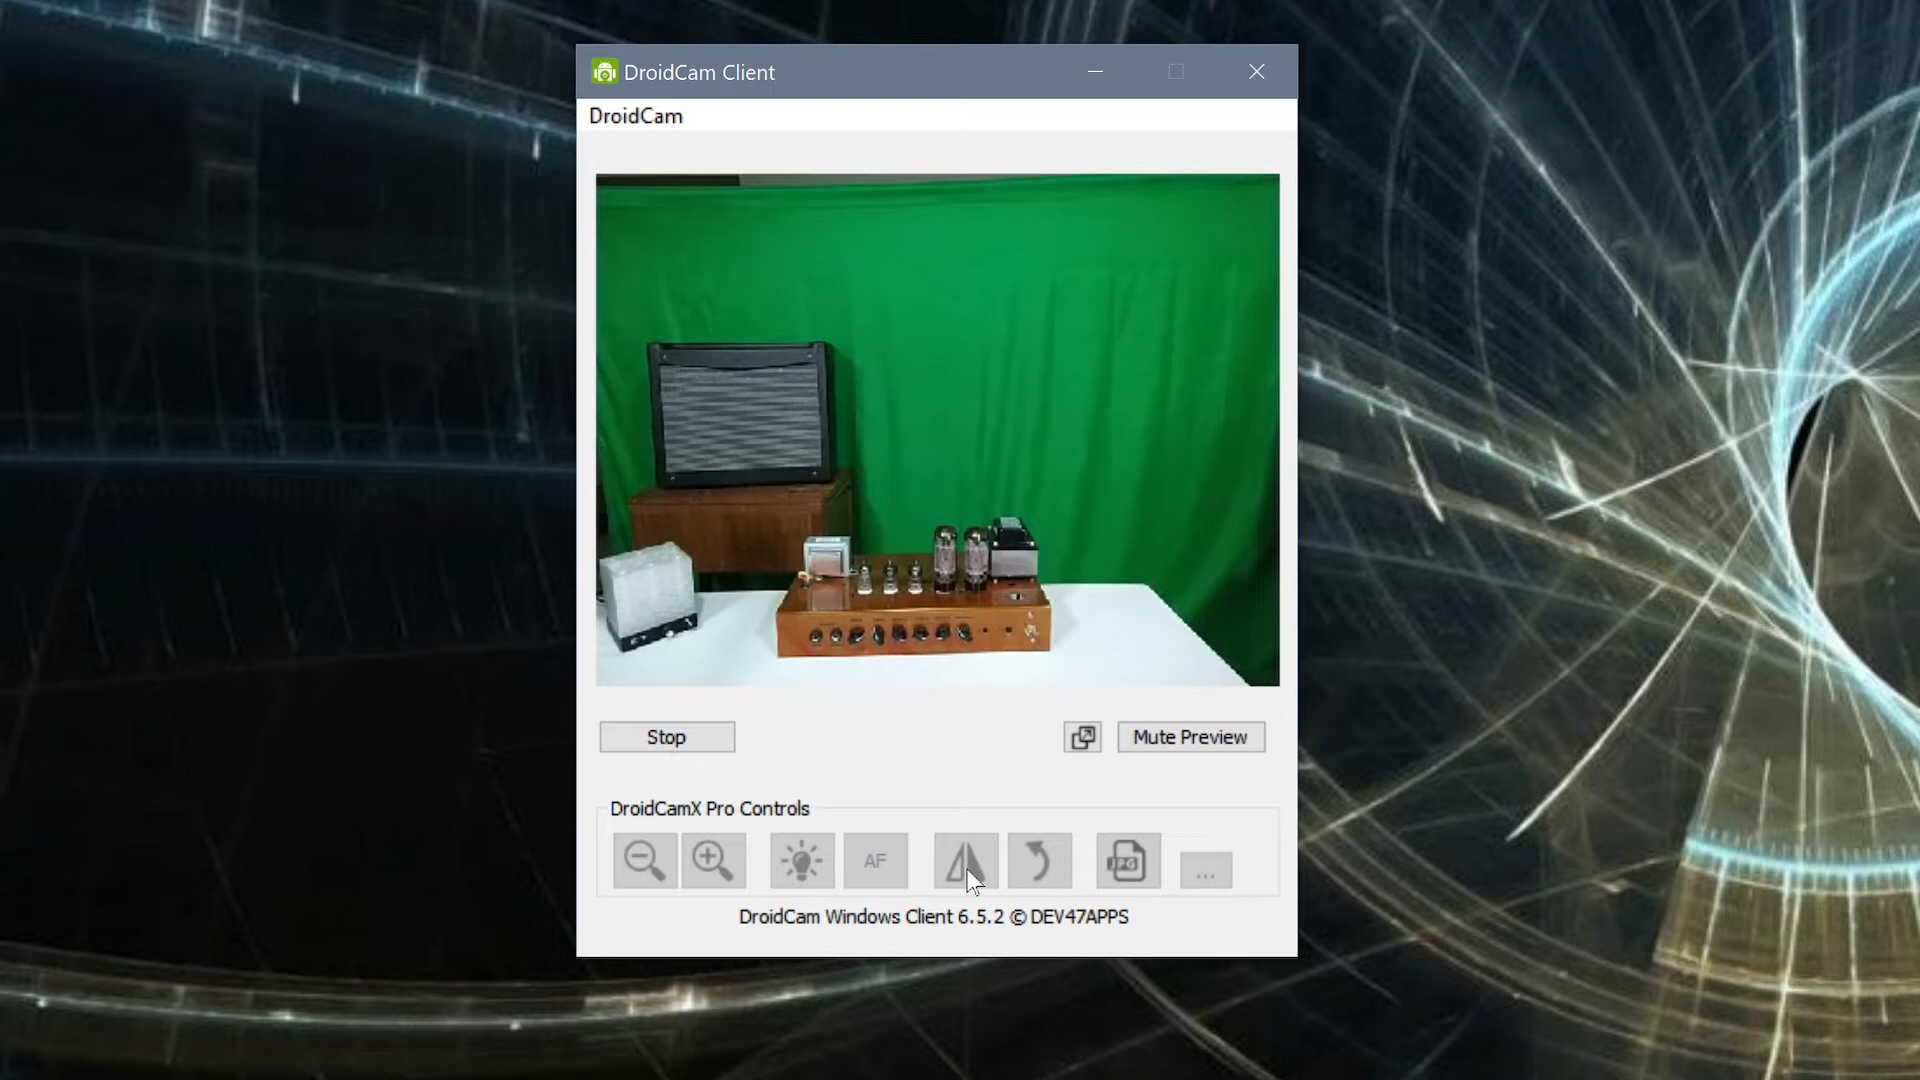 DroidCam Client
DroidCam
Stop
Mute Preview
DroidCamX Pro Controls
AF
JPG
...
DroidCam Windows Client 6.5.2 © DEV47APPS